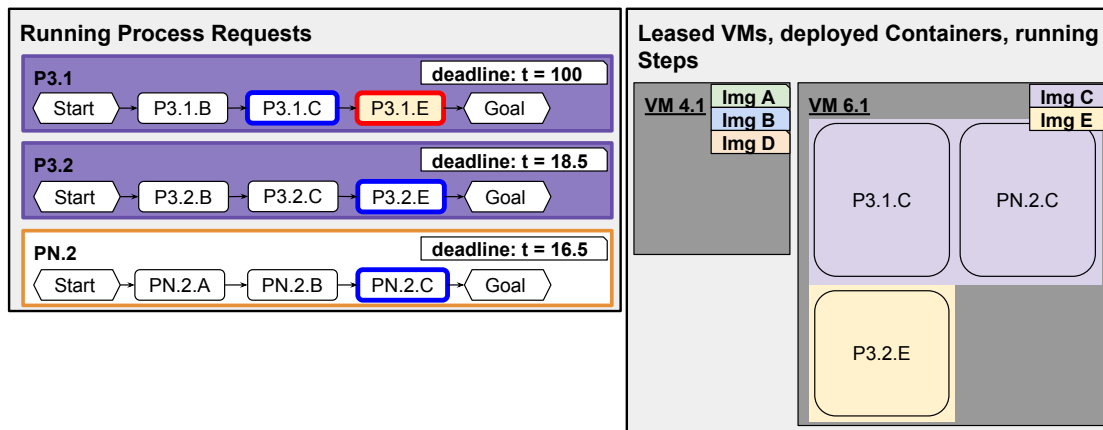 Running Process Requests
P3.1
deadline: t = 100
Start P3.1.B P3.1.C P3.1.E Goal
P3.2
deadline: t = 18.5
Start P3.2.B P3.2.C P3.2.E Goal
PN.2
deadline: t = 16.5
Start PN.2.A PN.2.B PN.2.C Goal
Leased VMs, deployed Containers, running
Steps
VM 4.1
Img A
Img B
Img D
VM 6.1
Img C
Img E
P3.1.C
PN.2.C
P3.2.E